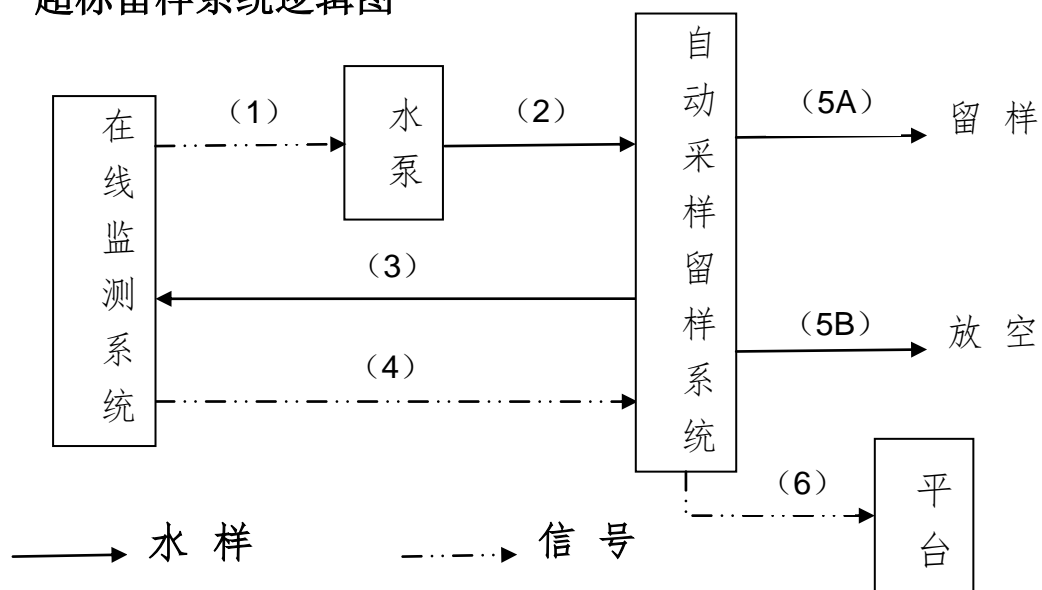 超标留样系统逻辑图
在线监测系统
（1）
水泵
（2）
自动采样留样系统
（5A）
留样
（3）
（5B）
放空
（4）
（6）
平台
水样
信号